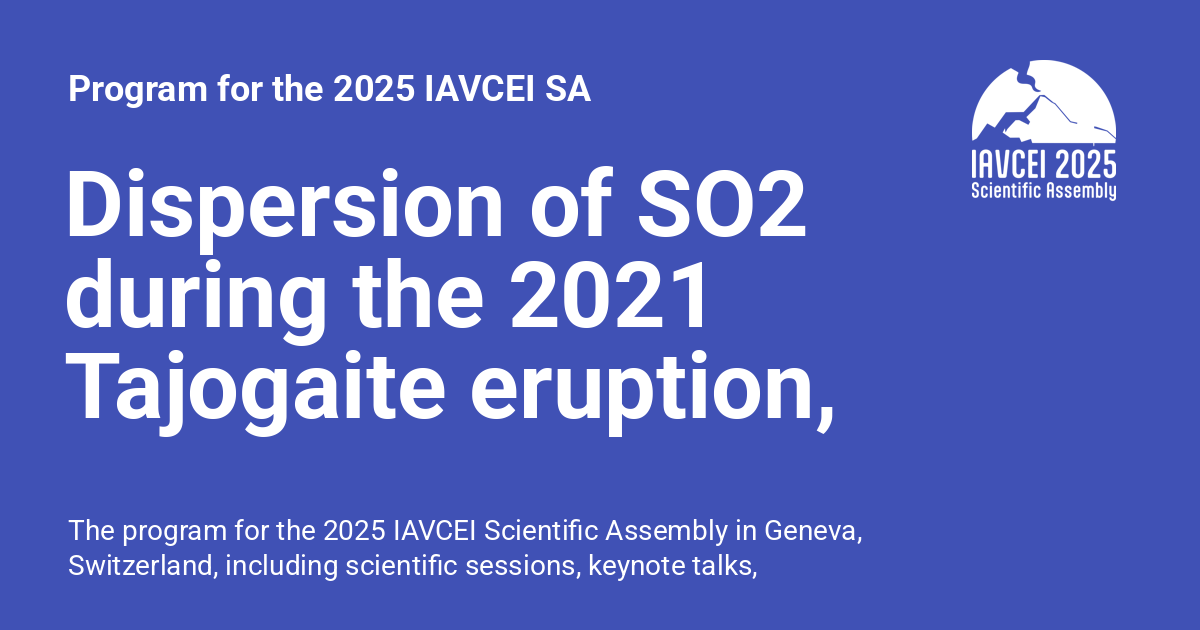 Program for the 2025 IAVCEI SA
IAVCEI 2025
Scientific Assembly
Dispersion of SO2
during the 2021
Tajogaite eruption,
The program for the 2025 IAVCEI Scientific Assembly in Geneva,
Switzerland, including scientific sessions, keynote talks,